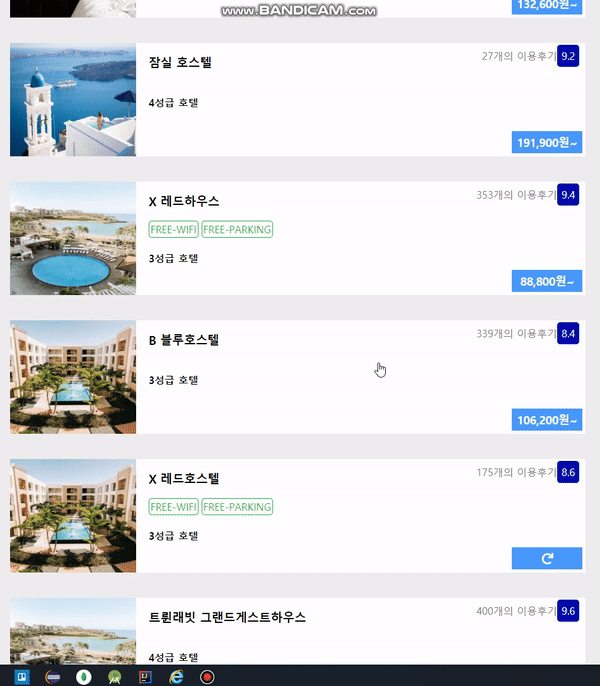 www.BANDICAM.com
132,600원~
잠실 호스텔
27개의 이용후기 9.2
4성급 호텔
191,900원~
X 레드하우스
353개의 이용후기 9.4
FREE-WIFI FREE-PARKING
3성급 호텔
88,800원~
B 블루호스텔
339개의 이용후기 8.4
3성급 호텔
106,200원~
X 레드호스텔
175개의 이용후기 8.6
FREE-WIFI FREE-PARKING
3성급 호텔
트륌래빗 그랜드게스트하우스
400개의 이용후기 9.6
4성급 호텔